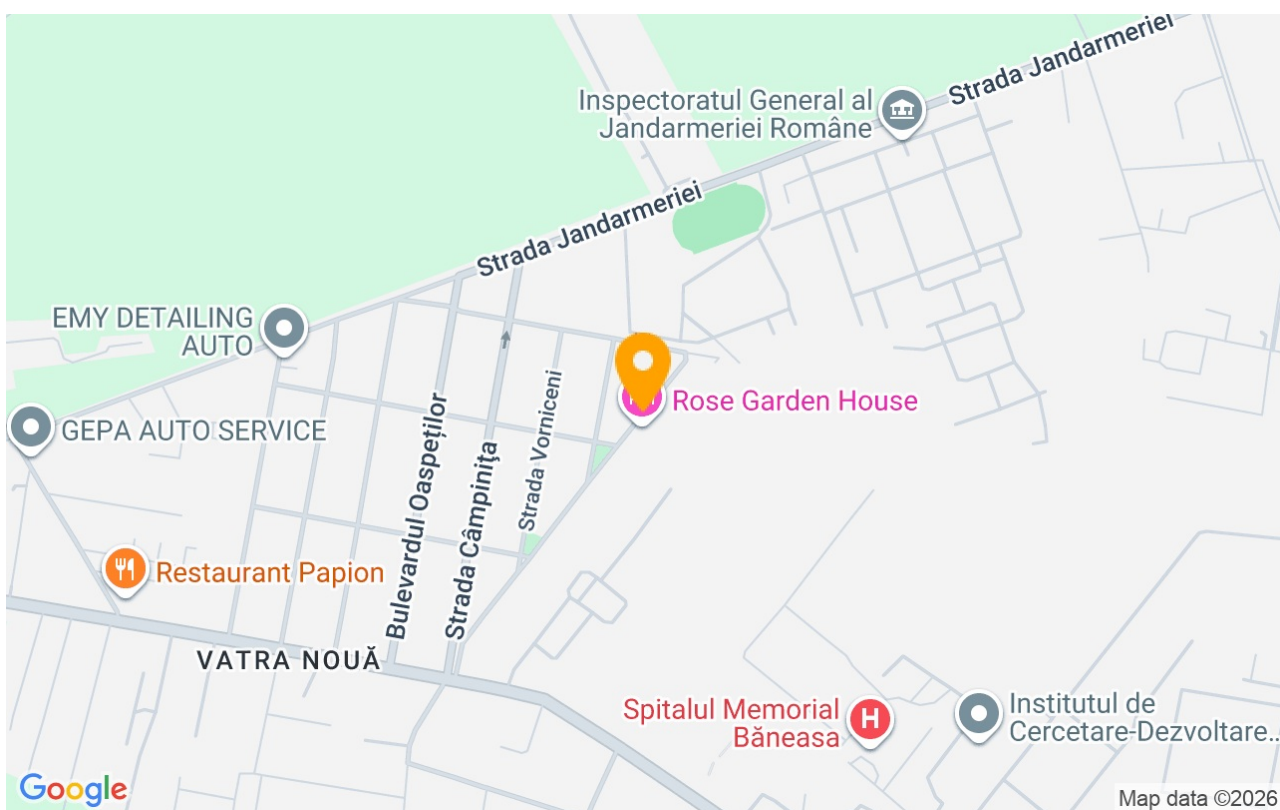 Strada Jandarmeriei
Inspectoratul General al
Jandarmeriei Române
Strada Jandarmeriei
EMY DETAILING
AUTO
Rose Garden House
GEPA AUTO SERVICE
Strada Vorniceni
Bulevardul Oaspeților
Strada Câmpinița
Restaurant Papion
VATRA NOUĂ
Spitalul Memorial
Băneasa
H
Institutul de
Cercetare-Dezvoltare..
Google
Map data ©2026